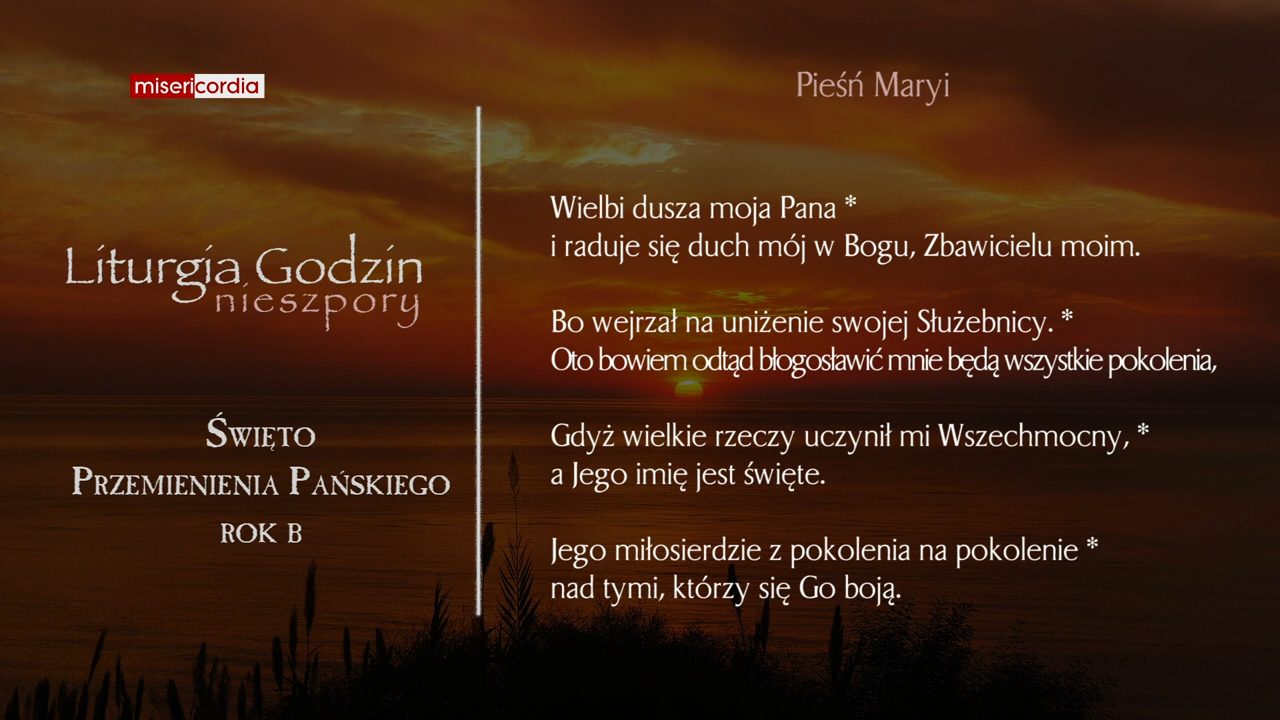 misericordia
Liturgia Godzin
nieszpory
Święto
Przemienienia Pańskiego
rok B
Pieśń Maryi
Wielbi dusza moja Pana *
i raduje się duch mój w Bogu, Zbawicielu moim.
Bo wejrzał na uniżenie swojej Służebnicy. *
Oto bowiem odtąd błogosławić mnie będą wszystkie pokolenia,
Gdyż wielkie rzeczy uczynił mi Wszechmocny, *
a Jego imię jest święte.
Jego miłosierdzie z pokolenia na pokolenie *
nad tymi, którzy się Go boją.